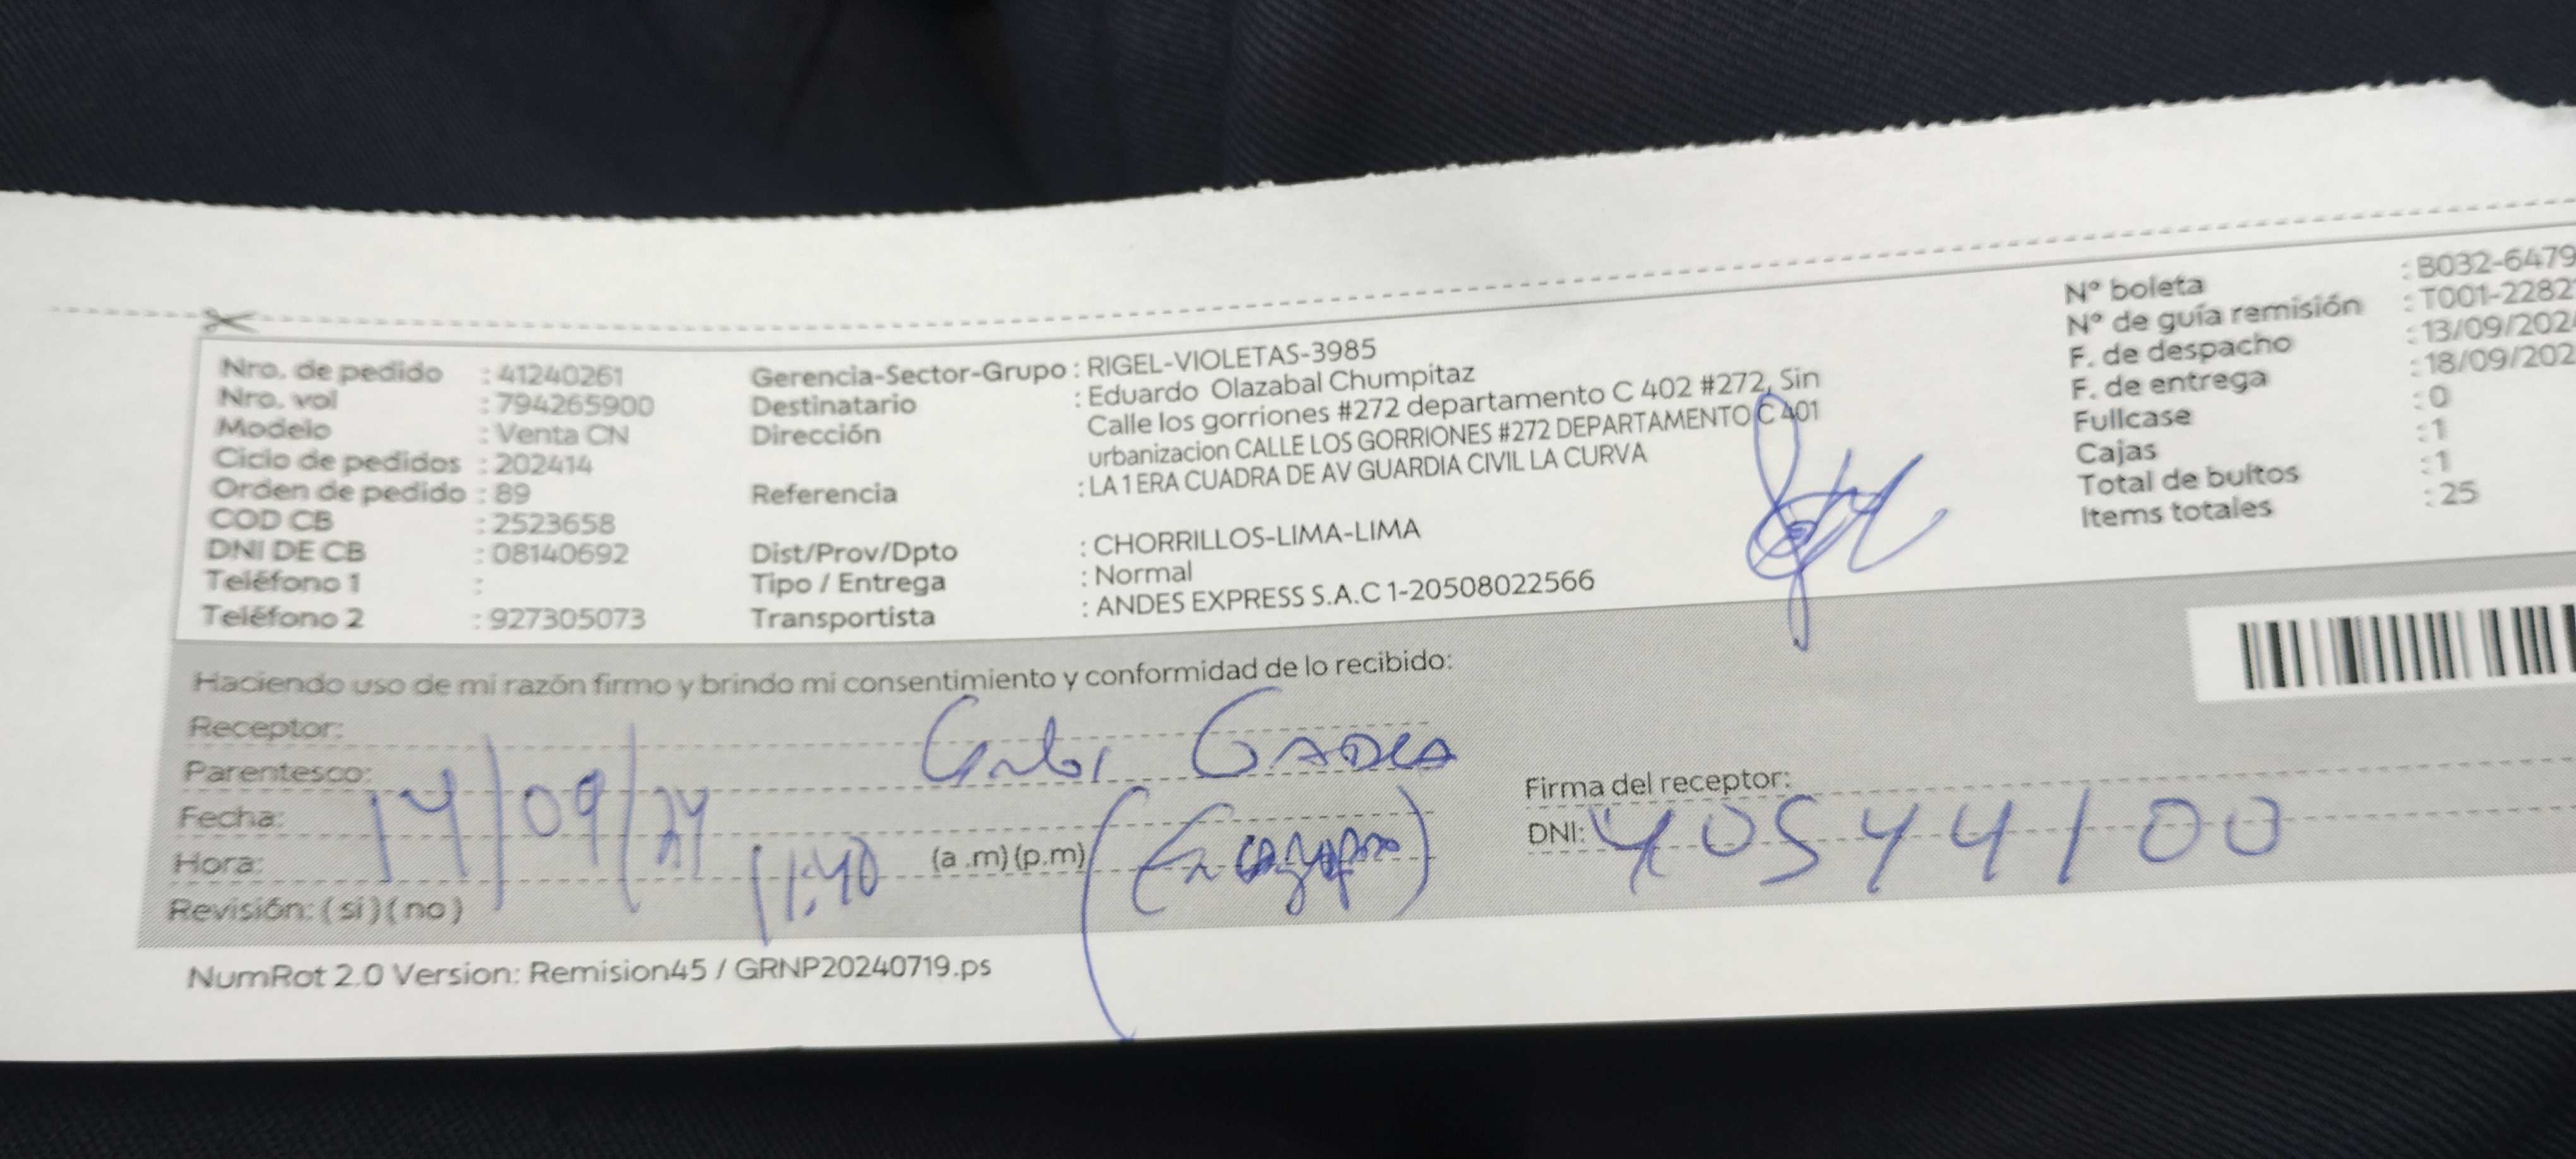 Nro. de pedido : 41240261
Nro. vol : 794265900
Modelo : Venta CN
Ciclo de pedidos : 202414
Orden de pedido : 89
COD CB : 2523658
DNI DE CB : 08140692
Teléfono 1 :
Teléfono 2 : 927305073
Gerencia-Sector-Grupo : RIGEL-VIOLETAS-3985
Destinatario : Eduardo Olazabal Chumpitaz
Dirección : Calle los gorriones #272 departamento C 402 #272, Sin
urbanizacion CALLE LOS GORRIONES #272 DEPARTAMENTO C 401
Referencia : LA 1 ERA CUADRA DE AV GUARDIA CIVIL LA CURVA
Dist/Prov/Dpto : CHORRILLOS-LIMA-LIMA
Tipo / Entrega : Normal
Transportista : ANDES EXPRESS S.A.C 1-20508022566
Nº boleta : B032-6479
Nº de guía remisión : T001-2282
F. de despacho : 13/09/202
F. de entrega : 18/09/202
Fullcase : 0
Cajas : 1
Total de bultos : 1
Items totales : 25
Haciendo uso de mi razón firmo y brindo mi consentimiento y conformidad de lo recibido:
Receptor:
Parentesco: Carlos
Fecha: 14/09/24
Hora: 11:40 (a .m) (p.m)
Revisión: ( si ) ( no )
Firma del receptor:
DNI: 40544100
NumRot 2.0 Version: Remision45 / GRNP20240719.ps